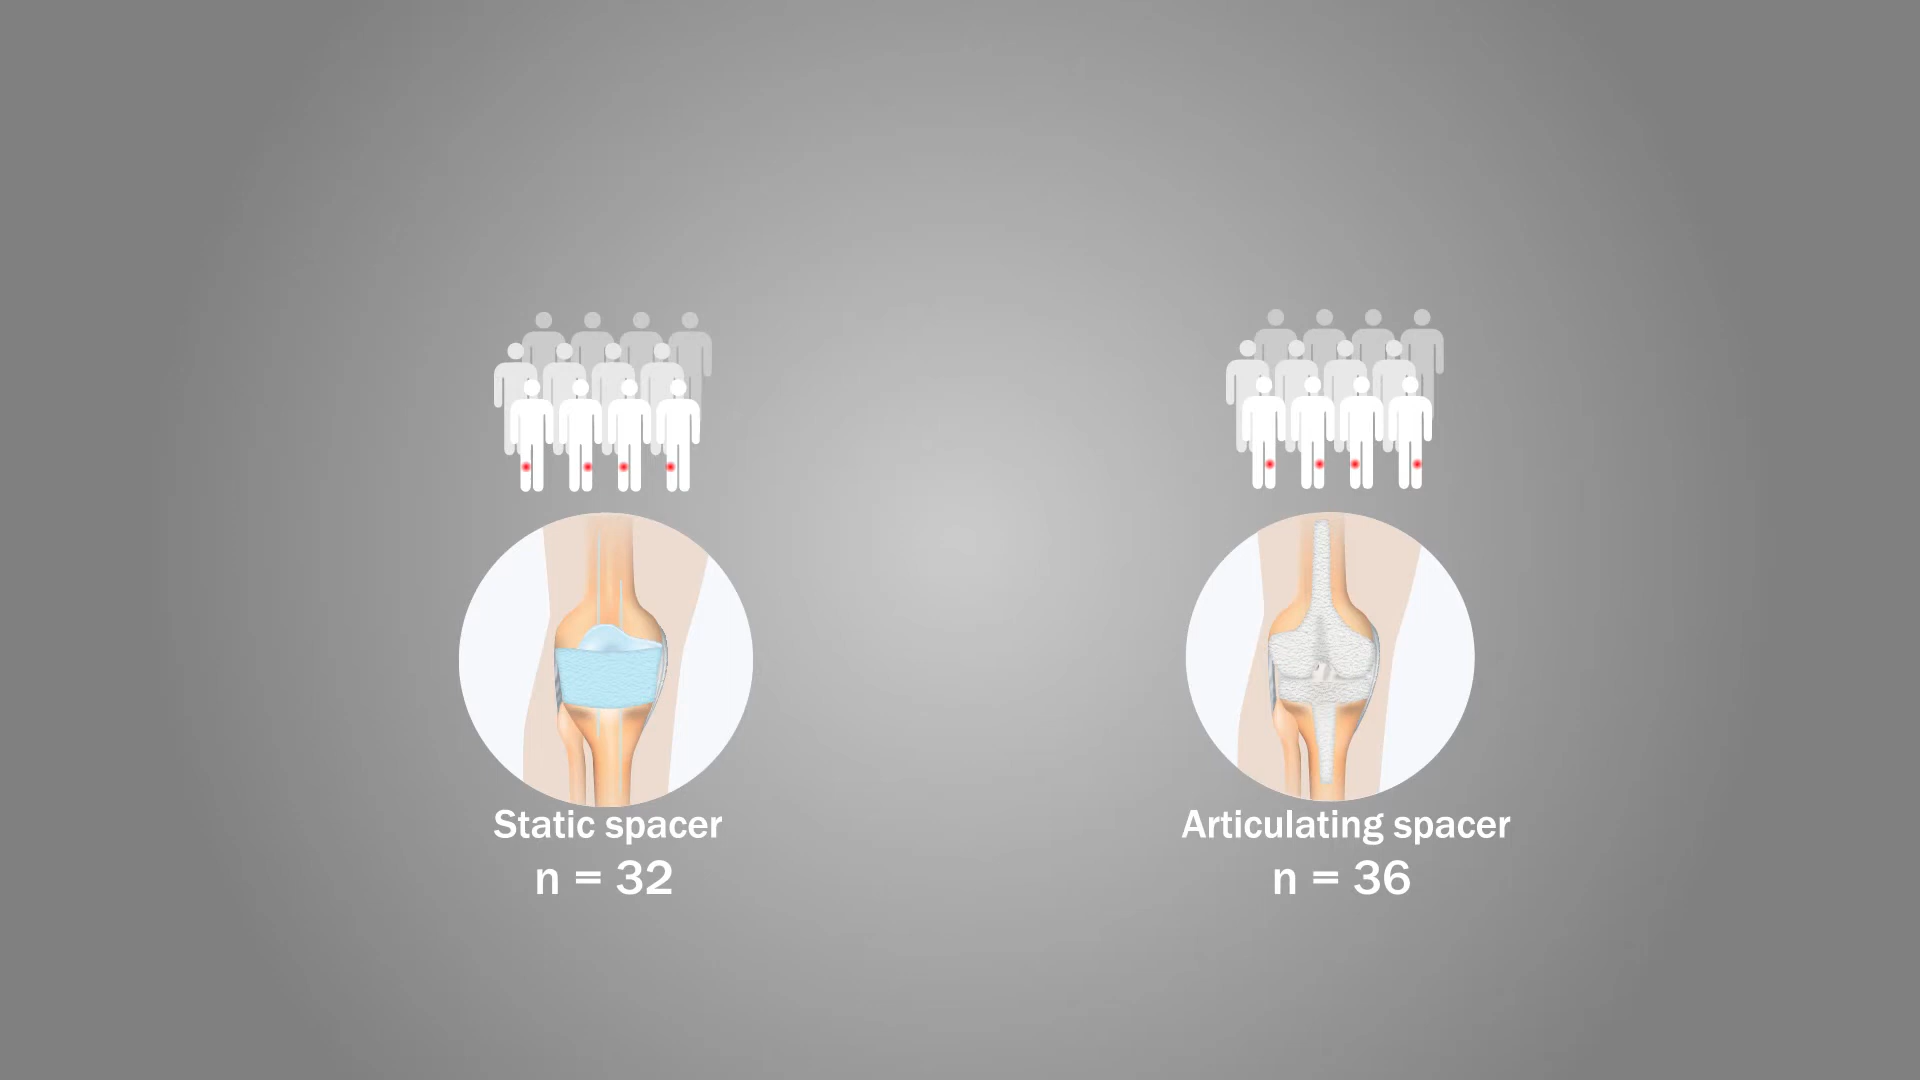 Static spacer
n = 32
Articulating spacer
n = 36